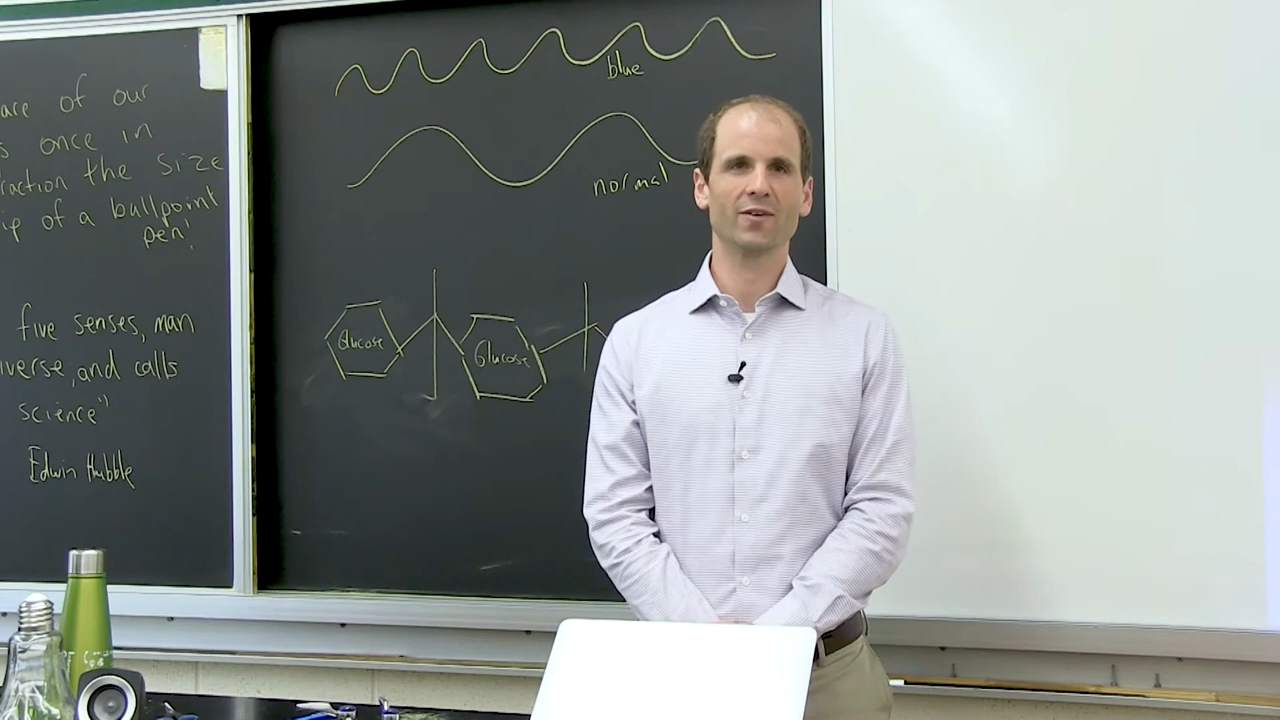 are of our
s once in
raction the size
ip of a ballpoint
pen!
five senses, man
verse, and calls
science"
Edwin Hubble
blue
normal
Glucose
Glucose